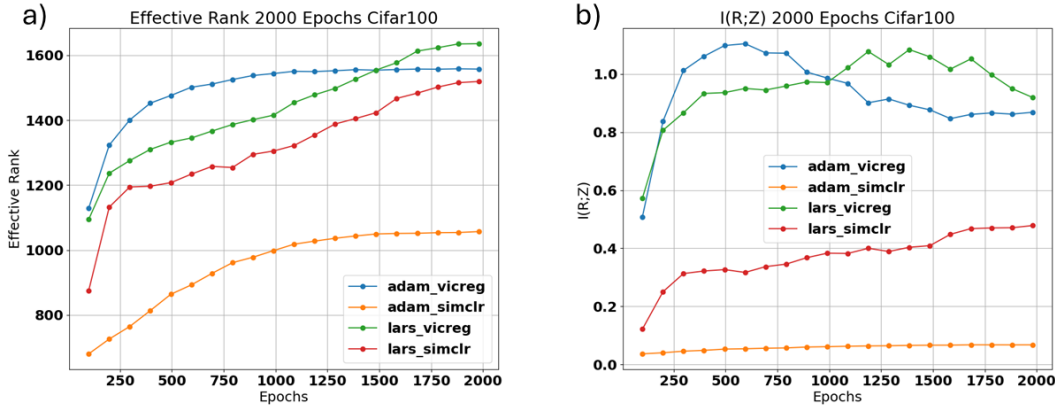 a)
Effective Rank 2000 Epochs Cifar100
Effective Rank
1600
1400
1200
1000
800
adam_vicreg
adam_simclr
lars_vicreg
lars_simclr
250 500 750 1000 1250 1500 1750 2000
Epochs
b)
I(R;Z) 2000 Epochs Cifar100
I(R;Z)
1.0
0.8
0.6
0.4
0.2
0.0
adam_vicreg
adam_simclr
lars_vicreg
lars_simclr
250 500 750 1000 1250 1500 1750 2000
Epochs